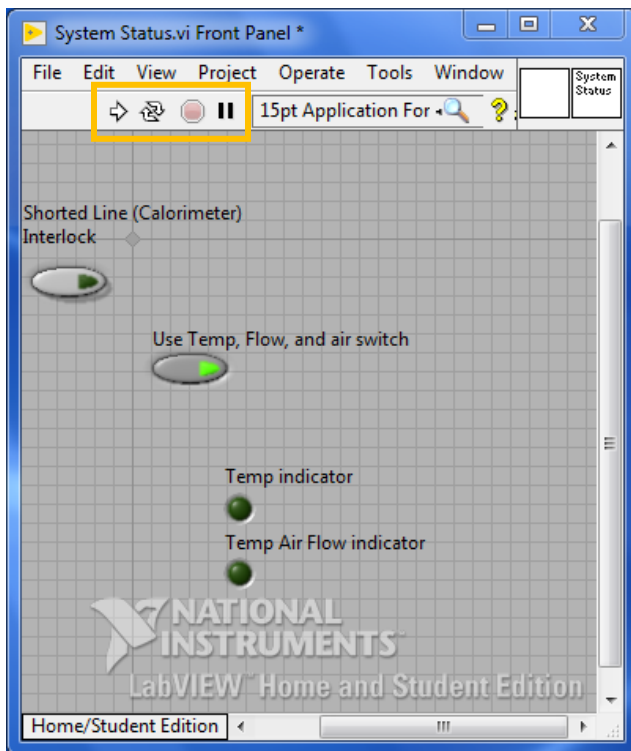 System Status.vi Front Panel *
File Edit View Project Operate Tools Window
System
Status
15pt Application For
?
Shorted Line (Calorimeter)
Interlock
Use Temp, Flow, and air switch
Temp indicator
Temp Air Flow indicator
NATIONAL
INSTRUMENTS
LabVIEW™ Home and Student Edition
Home/Student Edition